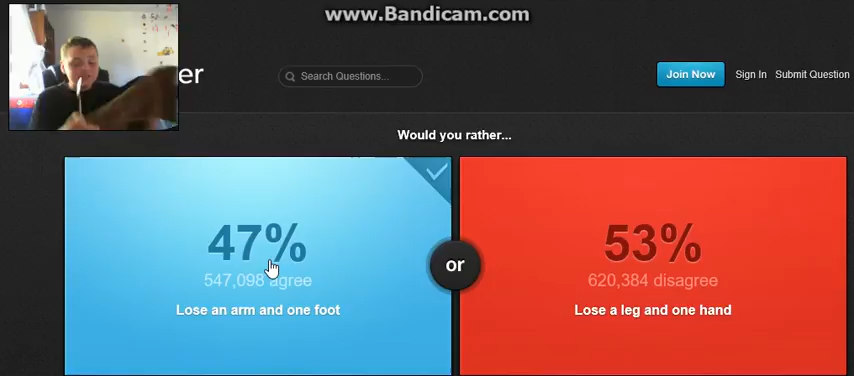 www.Bandicam.com
er
Search Questions...
Join Now
Sign In
Submit Question
Would you rather...
47%
547,098 agree
Lose an arm and one foot
or
53%
620,384 disagree
Lose a leg and one hand